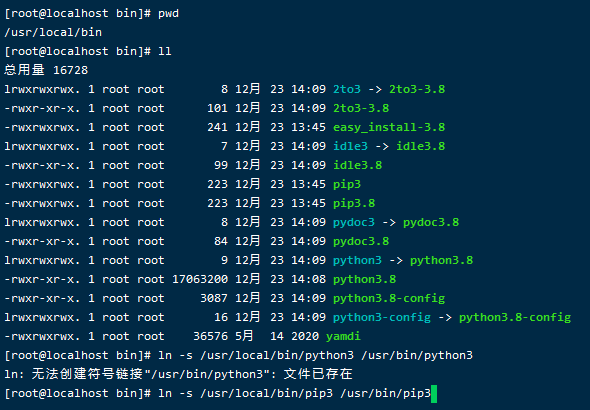 [root@localhost bin]# pwd
/usr/local/bin
[root@localhost bin]# ll
总用量 16728
lrwxrwxrwx. 1 root root        8 12月 23 14:09 2to3 -> 2to3-3.8
-rwxr-xr-x. 1 root root      101 12月 23 14:09 2to3-3.8
-rwxrwxrwx. 1 root root      241 12月 23 13:45 easy_install-3.8
lrwxrwxrwx. 1 root root        7 12月 23 14:09 idle3 -> idle3.8
-rwxr-xr-x. 1 root root       99 12月 23 14:09 idle3.8
-rwxrwxrwx. 1 root root      223 12月 23 13:45 pip3
-rwxrwxrwx. 1 root root      223 12月 23 13:45 pip3.8
lrwxrwxrwx. 1 root root        8 12月 23 14:09 pydoc3 -> pydoc3.8
-rwxr-xr-x. 1 root root       84 12月 23 14:09 pydoc3.8
lrwxrwxrwx. 1 root root        9 12月 23 14:09 python3 -> python3.8
-rwxr-xr-x. 1 root root 17063200 12月 23 14:08 python3.8
-rwxr-xr-x. 1 root root     3087 12月 23 14:09 python3.8-config
lrwxrwxrwx. 1 root root       16 12月 23 14:09 python3-config -> python3.8-config
-rwxrwxrwx. 1 root root    36576 5月  14 2020 yamdi
[root@localhost bin]# ln -s /usr/local/bin/python3 /usr/bin/python3
ln: 无法创建符号链接"/usr/bin/python3": 文件已存在
[root@localhost bin]# ln -s /usr/local/bin/pip3 /usr/bin/pip3